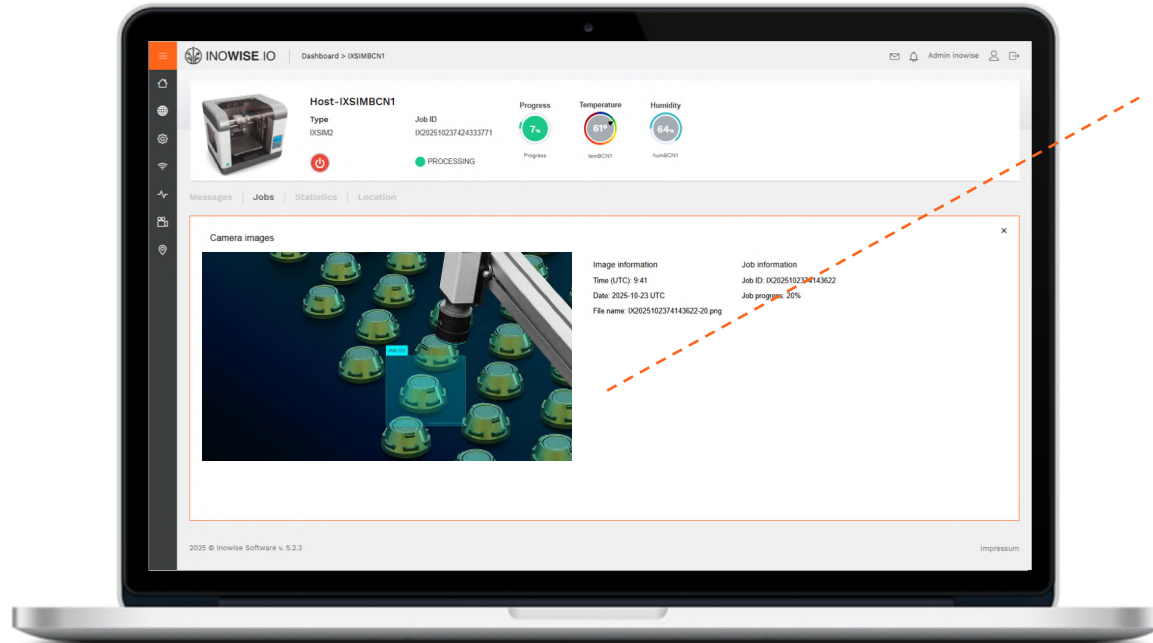 INOWISE.IO
Dashboard > IXSIMBCN1
Admin Inowise
Host-IXSIMBCN1
Type
IXSIM2
Job ID
IX202510237424333771
PROCESSING
Progress
7%
Progress
Temperature
61°
temBCN1
Humidity
64%
humBCN1
Messages | Jobs | Statistics | Location
Camera images
×
Image information
Time (UTC): 9:41
Date: 2025-10-23 UTC
File name: IX2025102374143622-20.png
Job information
Job ID: IX2025102374143622
Job progress: 20%
2025 © Inowise Software v. 5.2.3
Impressum